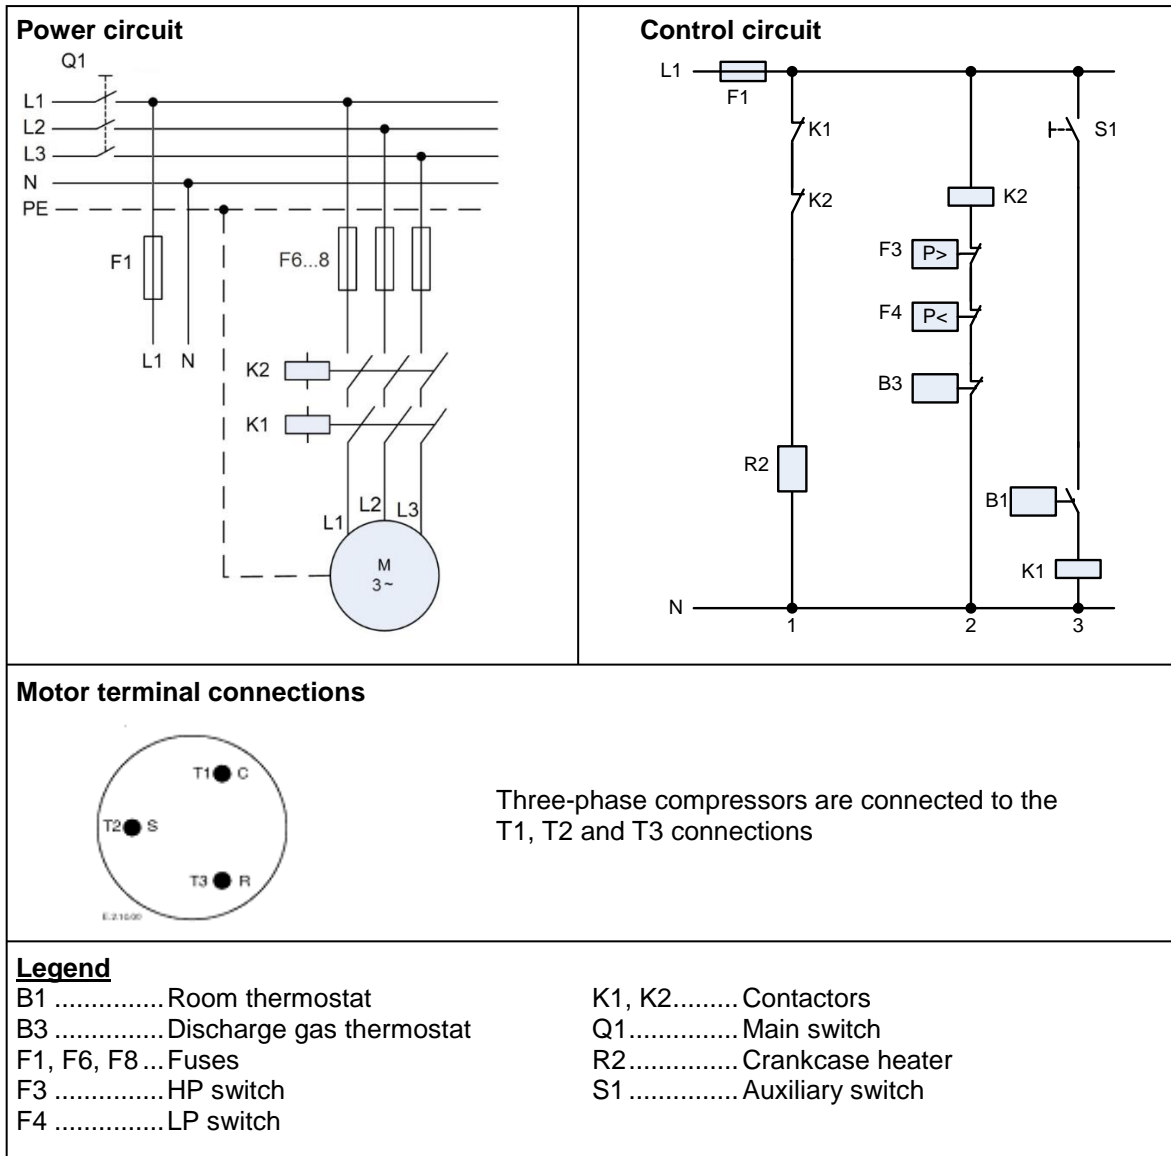 Power circuit
Q1
L1
L2
L3
N
PE
F1
F6...8
L1 N
K2
K1
L1 L2 L3
M
3~
Control circuit
L1
F1
K1
S1
K2
K2
F3 P>
F4 P<
B3
R2
B1
K1
N
1 2 3
Motor terminal connections
T1 C
T2 S
T3 R
Three-phase compressors are connected to the
T1, T2 and T3 connections
Legend
B1 ............... Room thermostat
B3 ............... Discharge gas thermostat
F1, F6, F8 ... Fuses
F3 ............... HP switch
F4 ............... LP switch
K1, K2......... Contactors
Q1............... Main switch
R2............... Crankcase heater
S1 ............... Auxiliary switch